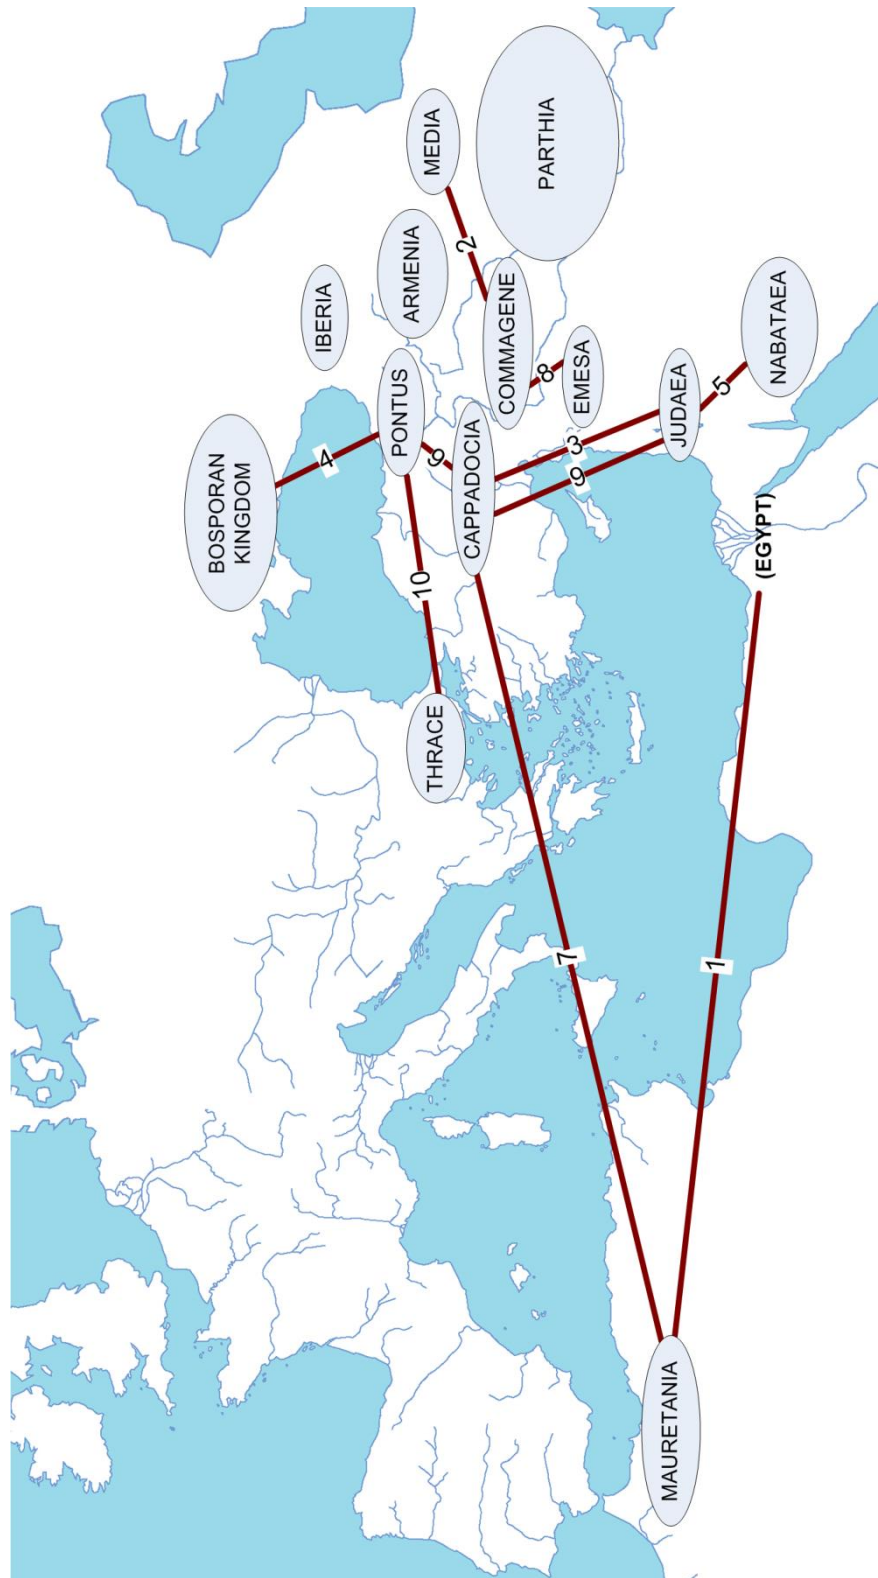 BOSPORAN
KINGDOM
4
IBERIA
PONTUS
ARMENIA
10
THRACE
6
MEDIA
2
CAPPADOCIA
COMMAGENE
PARTHIA
8
7
3
9
EMESA
MAURETANIA
JUDAEA
1
5
(EGYPT)
NABATAEA